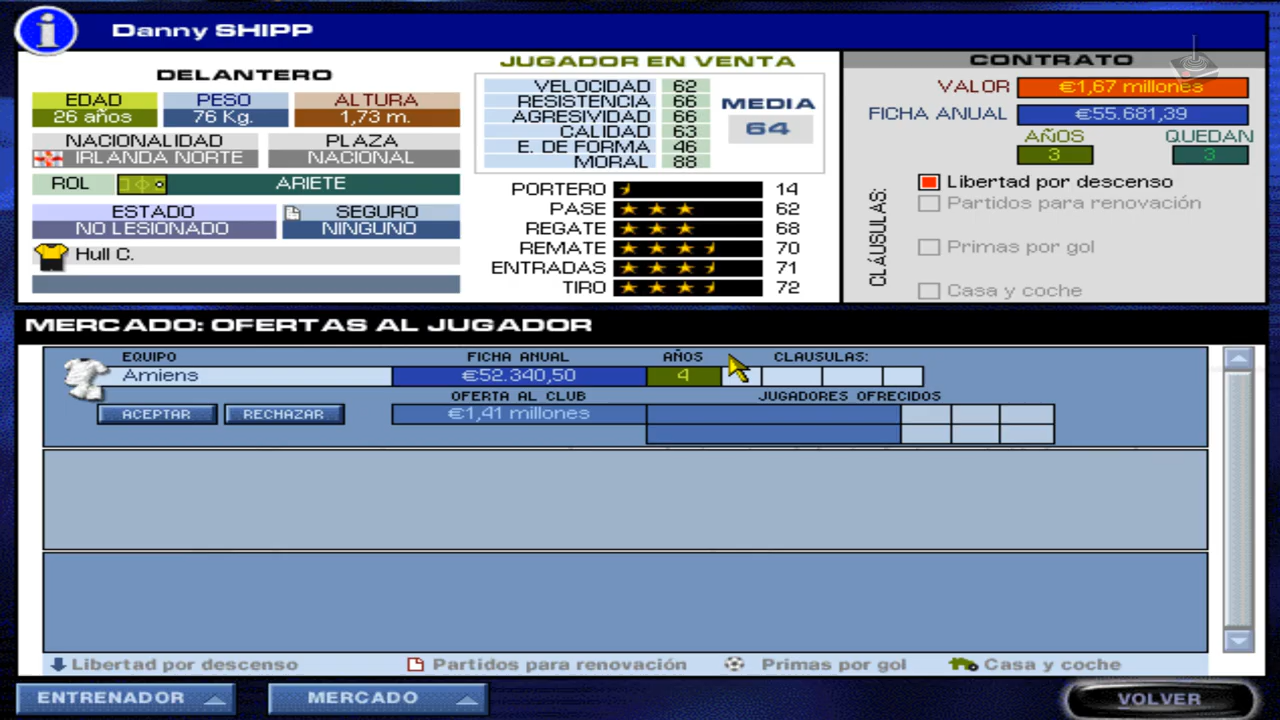 Danny SHIPP
DELANTERO
EDAD PESO ALTURA
26 años 76 Kg. 1,73 m.
NACIONALIDAD PLAZA
IRLANDA NORTE NACIONAL
ROL ARIETE
ESTADO SEGURO
NO LESIONADO NINGUNO
Hull C.
JUGADOR EN VENTA
VELOCIDAD 62
RESISTENCIA 66
AGRESIVIDAD 66
CALIDAD 63
E. DE FORMA 46
MORAL 88
MEDIA
64
PORTERO 14
PASE 62
REGATE 68
REMATE 70
ENTRADAS 71
TIRO 72
CONTRATO
VALOR €1,67 millones
FICHA ANUAL €55.681,39
AÑOS QUEDAN
3 3
CLÁUSULAS:
Libertad por descenso
Partidos para renovación
Primas por gol
Casa y coche
MERCADO: OFERTAS AL JUGADOR
EQUIPO FICHA ANUAL AÑOS CLAUSULAS:
Amiens €52.340,50 4
OFERTA AL CLUB JUGADORES OFRECIDOS
ACEPTAR RECHAZAR €1,41 millones
Libertad por descenso Partidos para renovación Primas por gol Casa y coche
ENTRENADOR MERCADO VOLVER